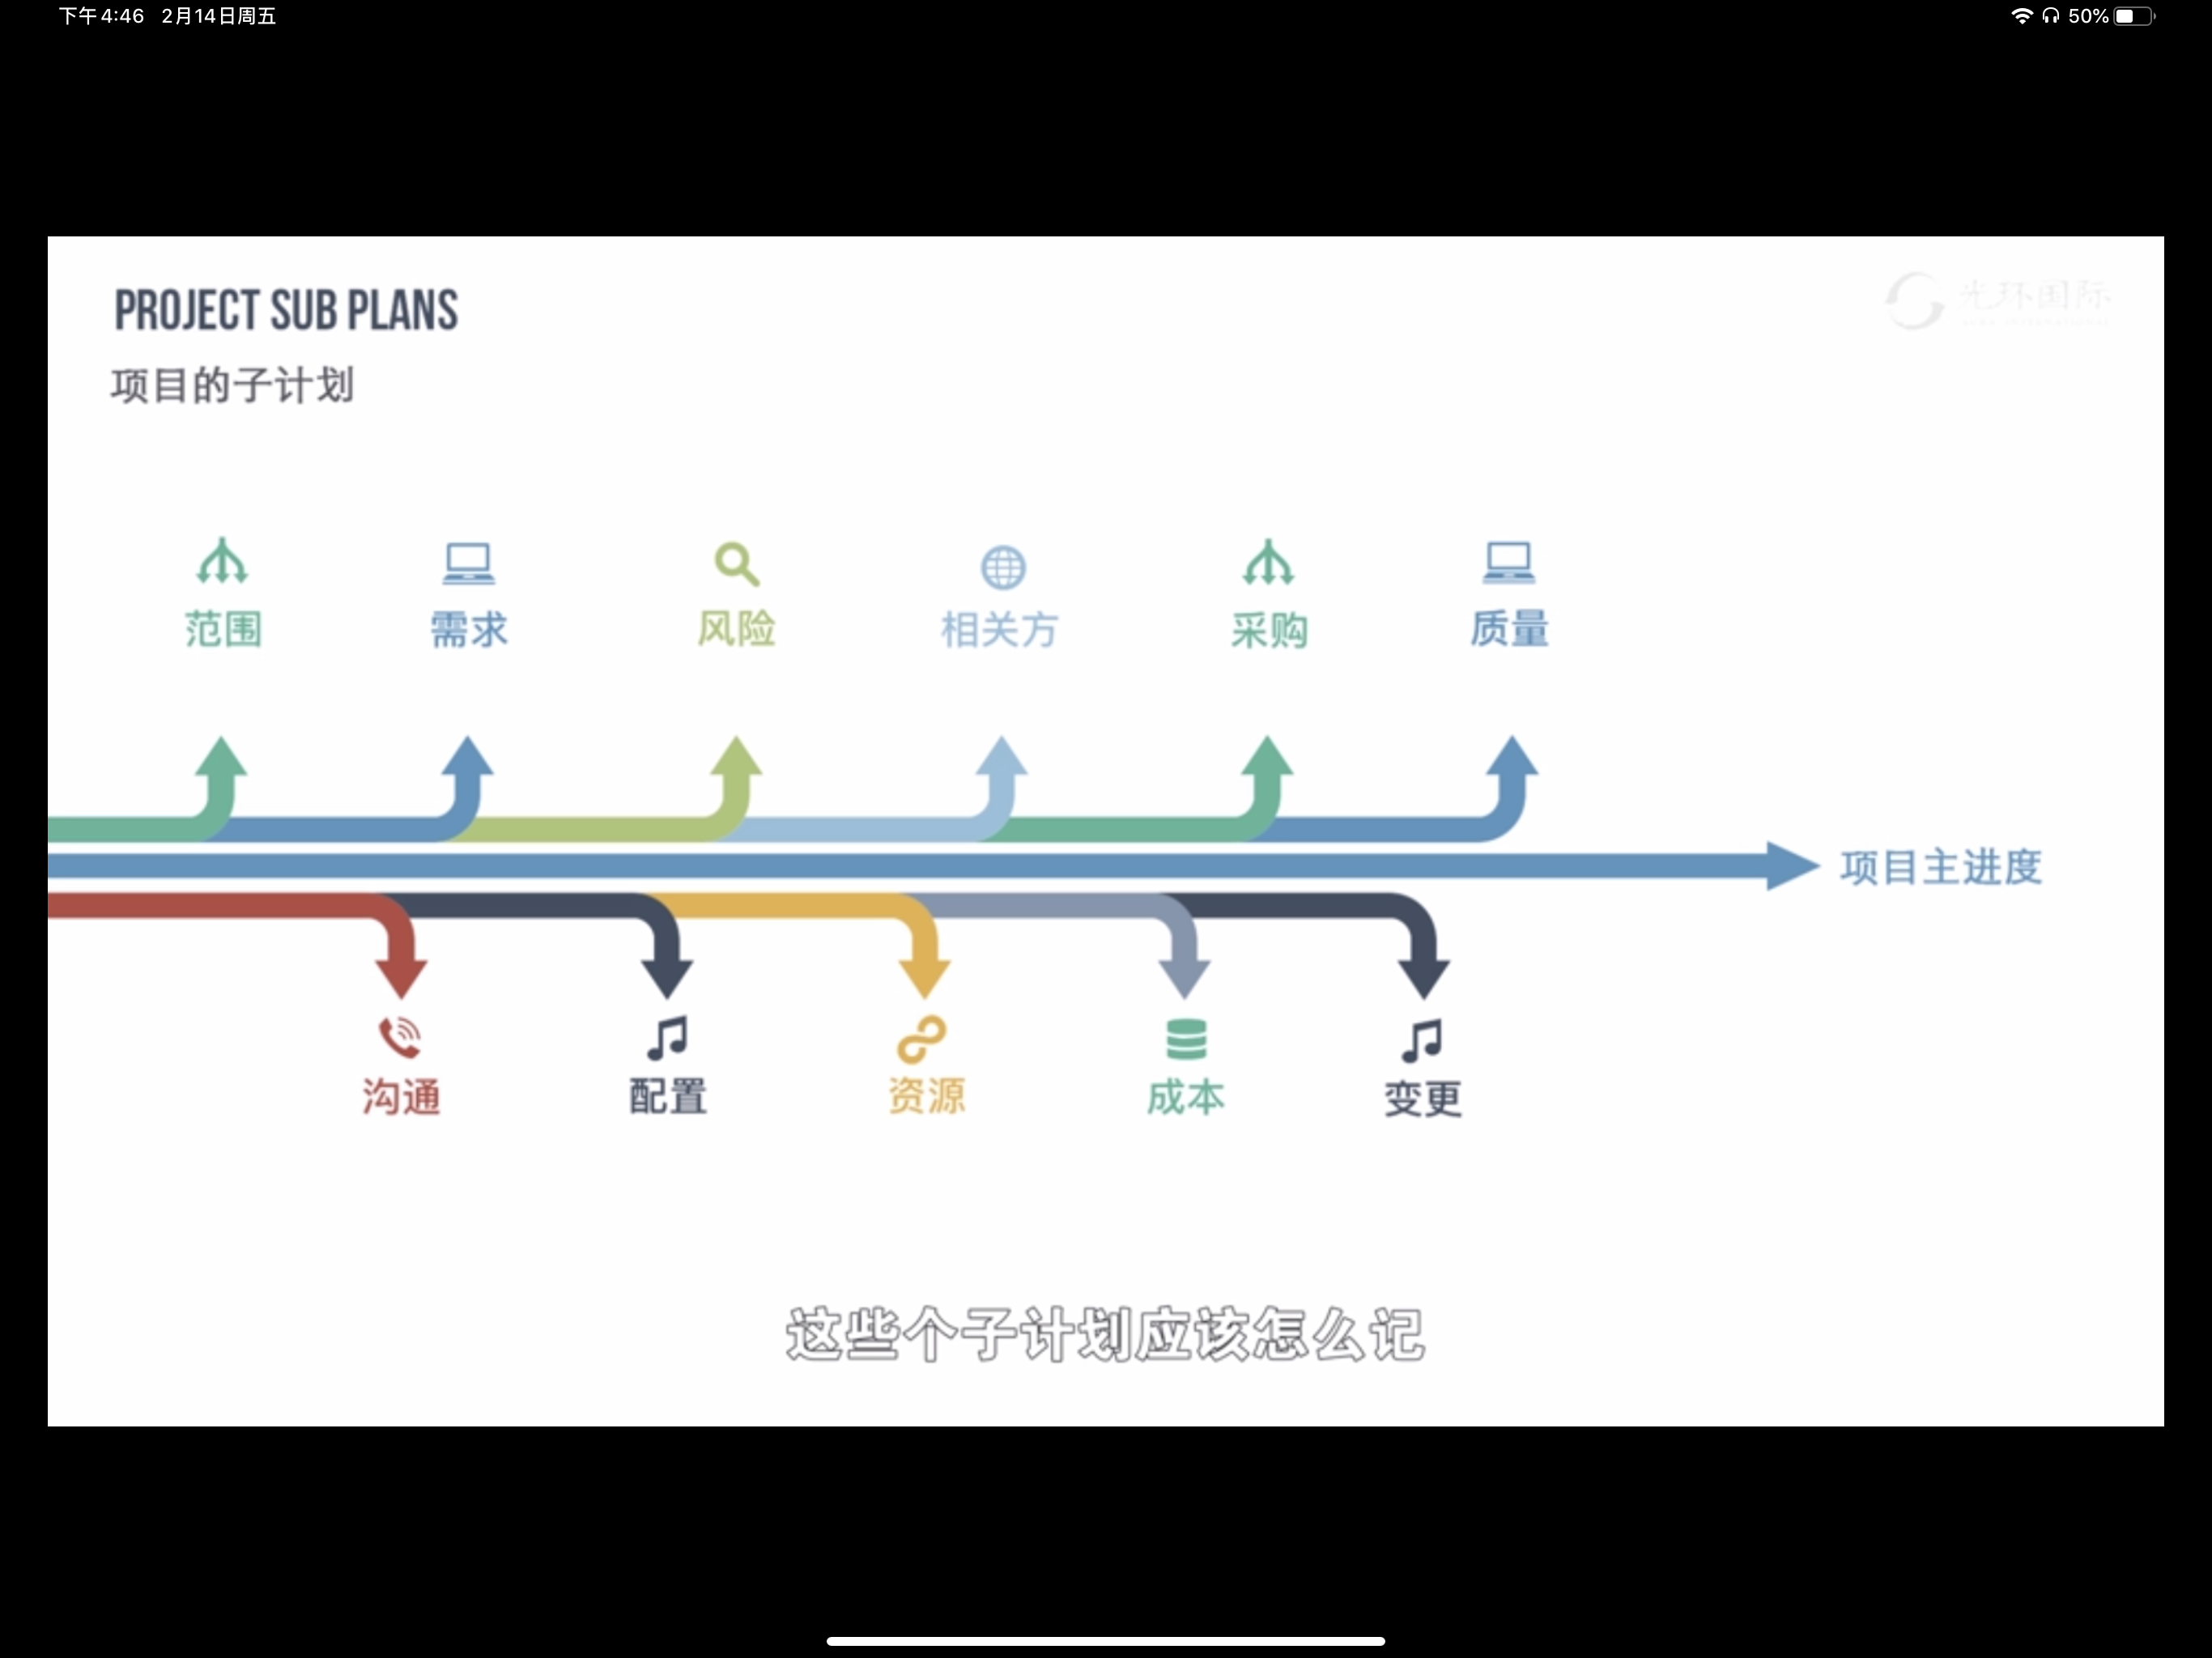 下午4:46 2月14日周五
50%
PROJECT SUB PLANS
光环国际
项目的子计划
范围 需求 风险 相关方 采购 质量
项目主进度
沟通 配置 资源 成本 变更
这些个子计划应该怎么记